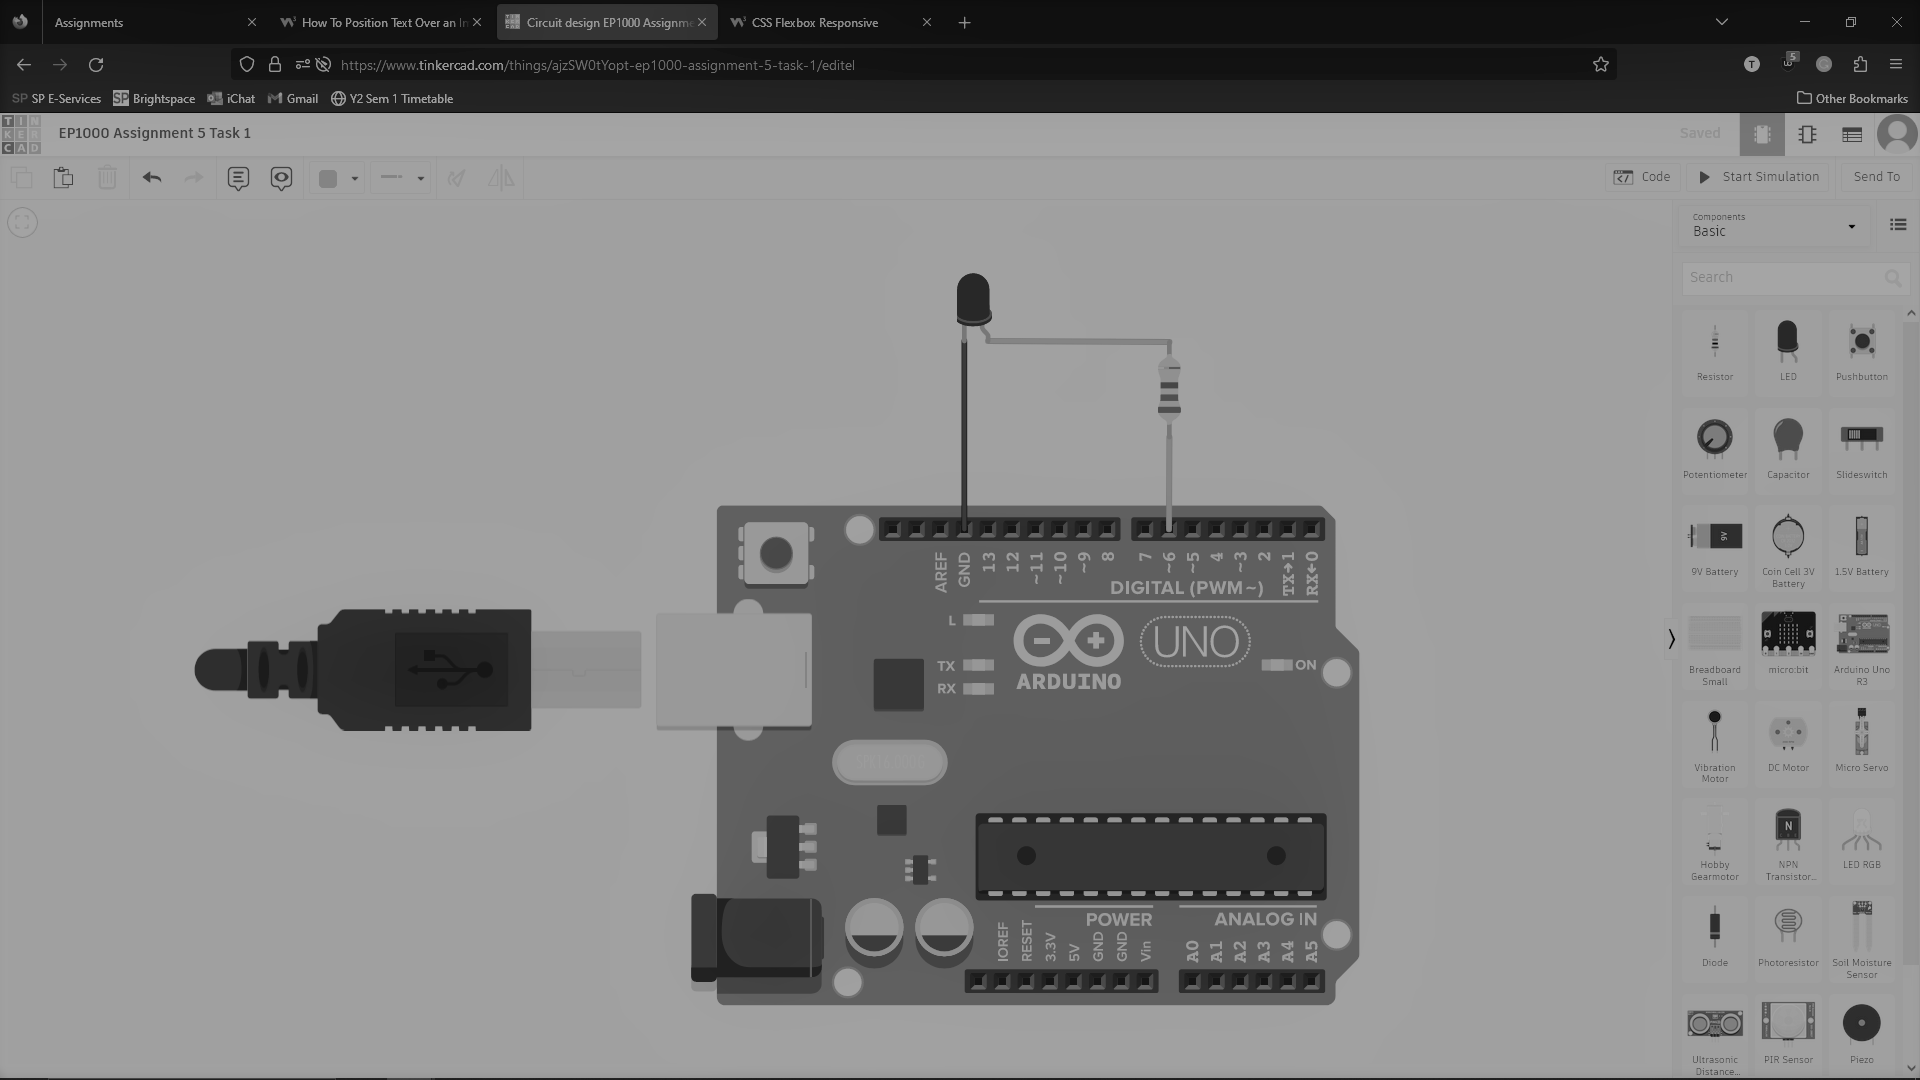 Assignments
How To Position Text Over an I
Circuit design EP1000 Assignme
CSS Flexbox Responsive
https://www.tinkercad.com/things/ajzSW0tYopt-ep1000-assignment-5-task-1/editel
T
5
SP SP E-Services
SP Brightspace
iChat
Gmail
Y2 Sem 1 Timetable
Other Bookmarks
TIN
KER
CAD
EP1000 Assignment 5 Task 1
Saved
Code
Start Simulation
Send To
Components
Basic
Search
Resistor
LED
Pushbutton
Potentiometer
Capacitor
Slideswitch
9V
9V Battery
Coin Cell 3V
Battery
1.5V Battery
Breadboard
Small
micro:bit
Arduino Uno
R3
Vibration
Motor
DC Motor
Micro Servo
Hobby
Gearmotor
N
NPN
Transistor...
LED RGB
Diode
Photoresistor
Soil Moisture
Sensor
Ultrasonic
Distance...
PIR Sensor
Piezo
AREF
GND
13
12
~11
~10
~9
8
7
~6
~5
4
~3
2
TX→1
RX←0
DIGITAL (PWM ~)
L
TX
RX
UNO
ON
ARDUINO
POWER
ANALOG IN
IOREF
RESET
3.3V
5V
GND
GND
Vin
A0
A1
A2
A3
A4
A5